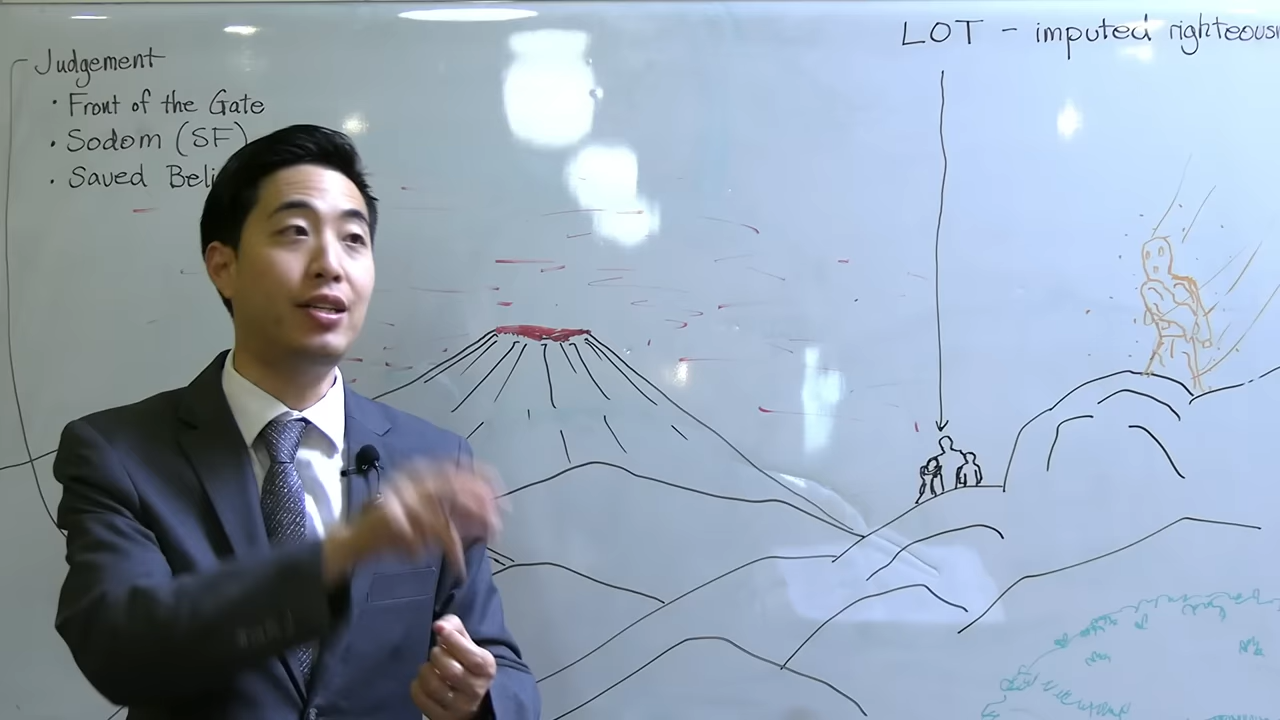 Judgement
· Front of the Gate
· Sodom (SF)
· Saved
LOT - imputed